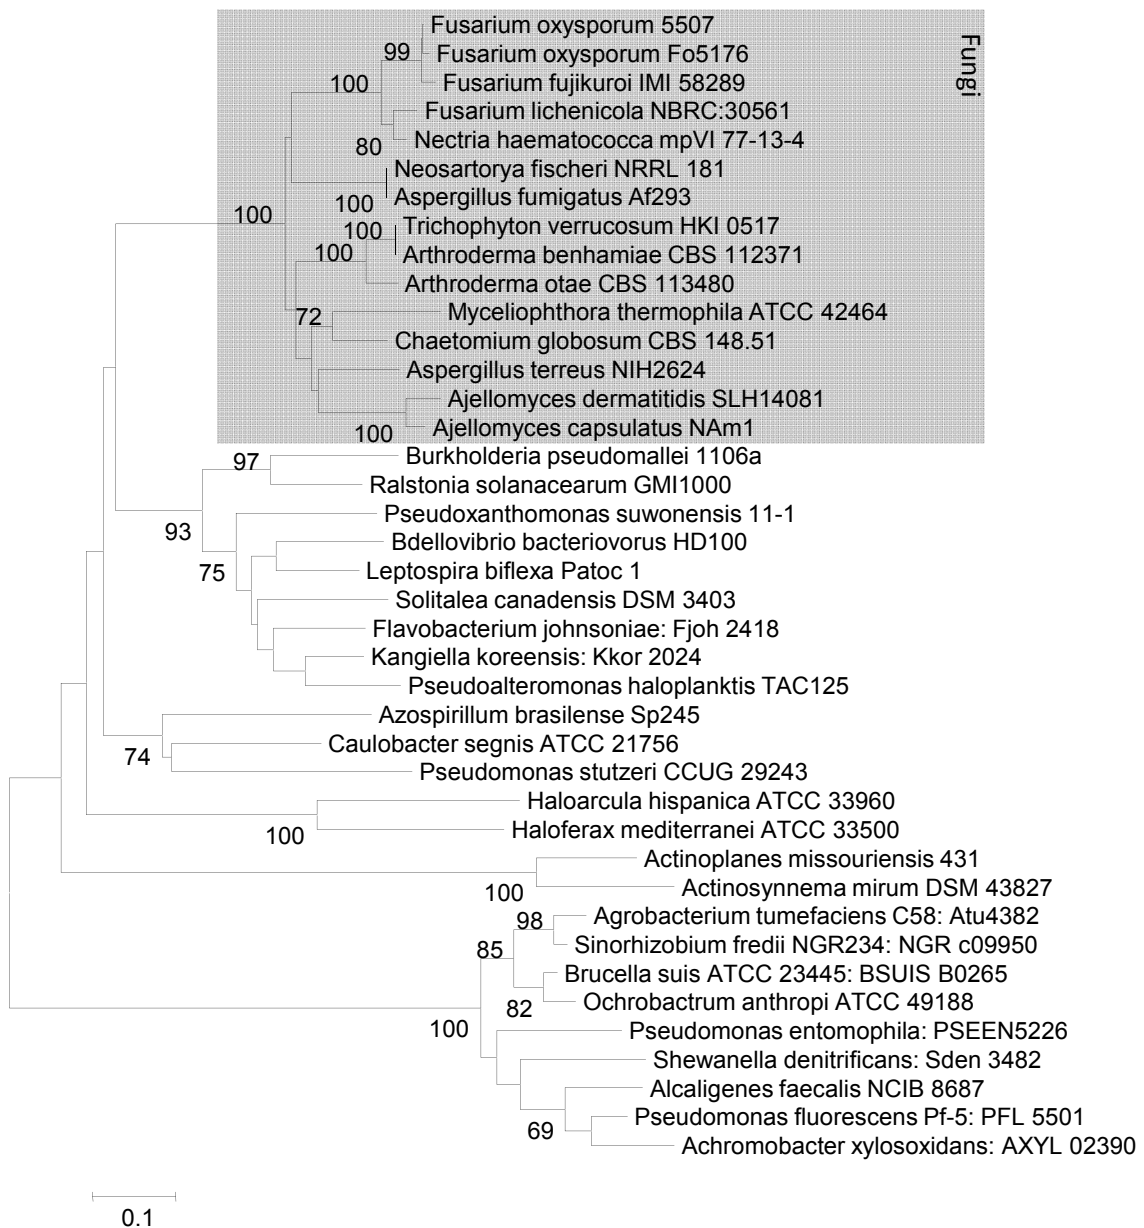 Fusarium oxysporum 5507
99
Fusarium oxysporum Fo5176
Fungi
100
Fusarium fujikuroi IMI 58289
Fusarium lichenicola NBRC:30561
Nectria haematococca mpVI 77-13-4
80
Neosartorya fischeri NRRL 181
100
Aspergillus fumigatus Af293
100
Trichophyton verrucosum HKI 0517
100
100
Arthroderma benhamiae CBS 112371
Arthroderma otae CBS 113480
Myceliophthora thermophila ATCC 42464
72
Chaetomium globosum CBS 148.51
Aspergillus terreus NIH2624
Ajellomyces dermatitidis SLH14081
100
Ajellomyces capsulatus NAm1
97
Burkholderia pseudomallei 1106a
Ralstonia solanacearum GMI1000
93
Pseudoxanthomonas suwonensis 11-1
Bdellovibrio bacteriovorus HD100
75
Leptospira biflexa Patoc 1
Solitalea canadensis DSM 3403
Flavobacterium johnsoniae: Fjoh 2418
Kangiella koreensis: Kkor 2024
Pseudoalteromonas haloplanktis TAC125
Azospirillum brasilense Sp245
74
Caulobacter segnis ATCC 21756
Pseudomonas stutzeri CCUG 29243
Haloarcula hispanica ATCC 33960
100
Haloferax mediterranei ATCC 33500
Actinoplanes missouriensis 431
100
Actinosynnema mirum DSM 43827
98
Agrobacterium tumefaciens C58: Atu4382
85
Sinorhizobium fredii NGR234: NGR c09950
Brucella suis ATCC 23445: BSUIS B0265
82
Ochrobactrum anthropi ATCC 49188
100
Pseudomonas entomophila: PSEEN5226
Shewanella denitrificans: Sden 3482
Alcaligenes faecalis NCIB 8687
69
Pseudomonas fluorescens Pf-5: PFL 5501
Achromobacter xylosoxidans: AXYL 02390
0.1